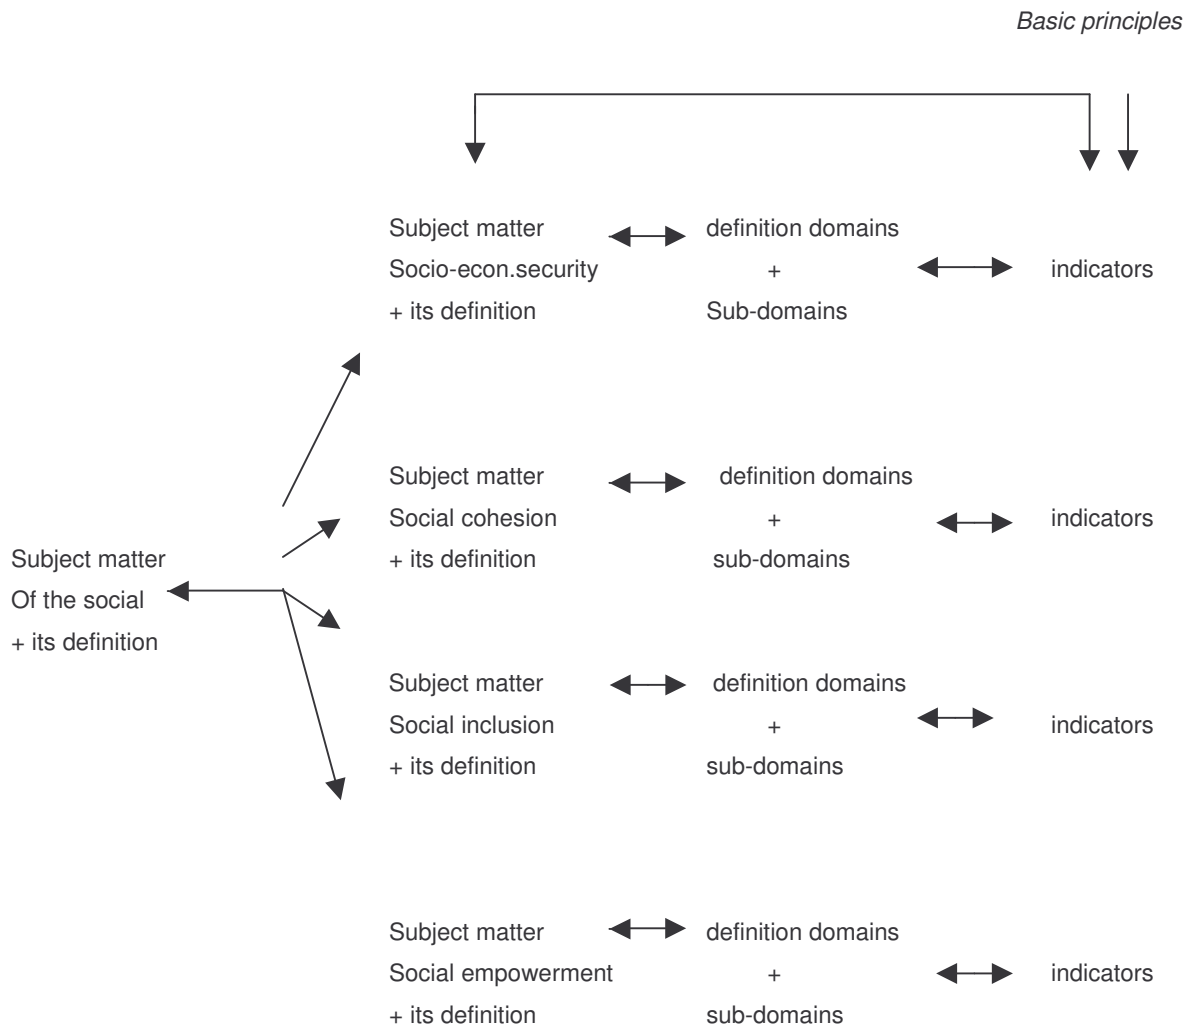 Basic principles
Subject matter definition domains
Socio-econ.security + indicators
+ its definition Sub-domains
Subject matter definition domains
Social cohesion + indicators
+ its definition sub-domains
Subject matter
Of the social
+ its definition
Subject matter definition domains
Social inclusion + indicators
+ its definition sub-domains
Subject matter definition domains
Social empowerment + indicators
+ its definition sub-domains